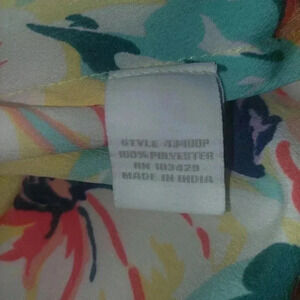 STYLE 43400P
100% POLYESTER
RN 103429
MADE IN INDIA